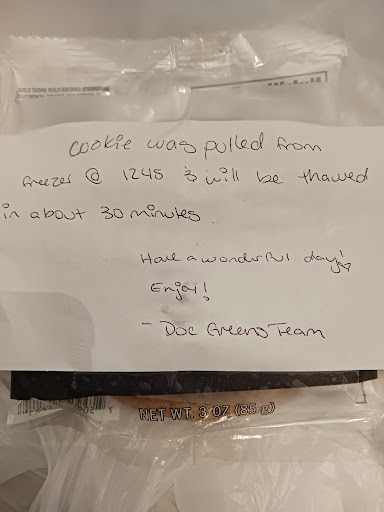 cookie was pulled from
freezer @ 1245 & will be thawed
in about 30 minutes
Have a wonderful day!
Enjoy!
- Doc Greens Team
NET WT. 3 OZ (85 g)